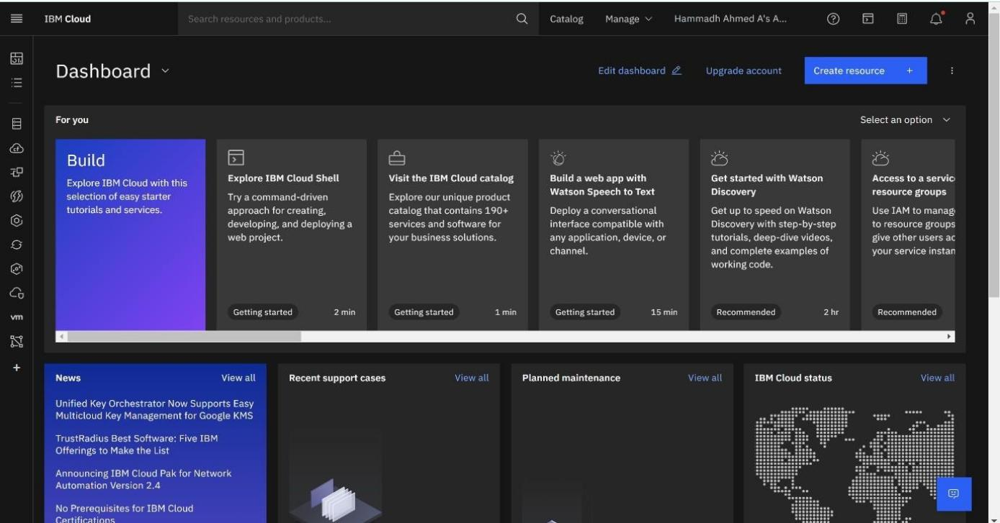 IBM Cloud
Search resources and products...
Catalog
Manage
Hammadh Ahmed A's A...
Dashboard
Edit dashboard
Upgrade account
Create resource +
For you
Select an option
Build
Explore IBM Cloud with this
selection of easy starter
tutorials and services.
Explore IBM Cloud Shell
Try a command-driven
approach for creating,
developing, and deploying a
web project.
Getting started
2 min
Visit the IBM Cloud catalog
Explore our unique product
catalog that contains 190+
services and software for
your business solutions.
Getting started
1 min
Build a web app with
Watson Speech to Text
Deploy a conversational
interface compatible with
any application, device, or
channel.
Getting started
15 min
Get started with Watson
Discovery
Get up to speed on Watson
Discovery with step-by-step
tutorials, deep-dive videos,
and complete examples of
working code.
Recommended
2 hr
Access to a servic
resource groups
Use IAM to manag
to resource groups
give other users ac
your service instan
Recommended
vm
News
View all
Unified Key Orchestrator Now Supports Easy
Multicloud Key Management for Google KMS
TrustRadius Best Software: Five IBM
Offerings to Make the List
Announcing IBM Cloud Pak for Network
Automation Version 2.4
No Prerequisites for IBM Cloud
Certifications
Recent support cases
View all
Planned maintenance
View all
IBM Cloud status
View all